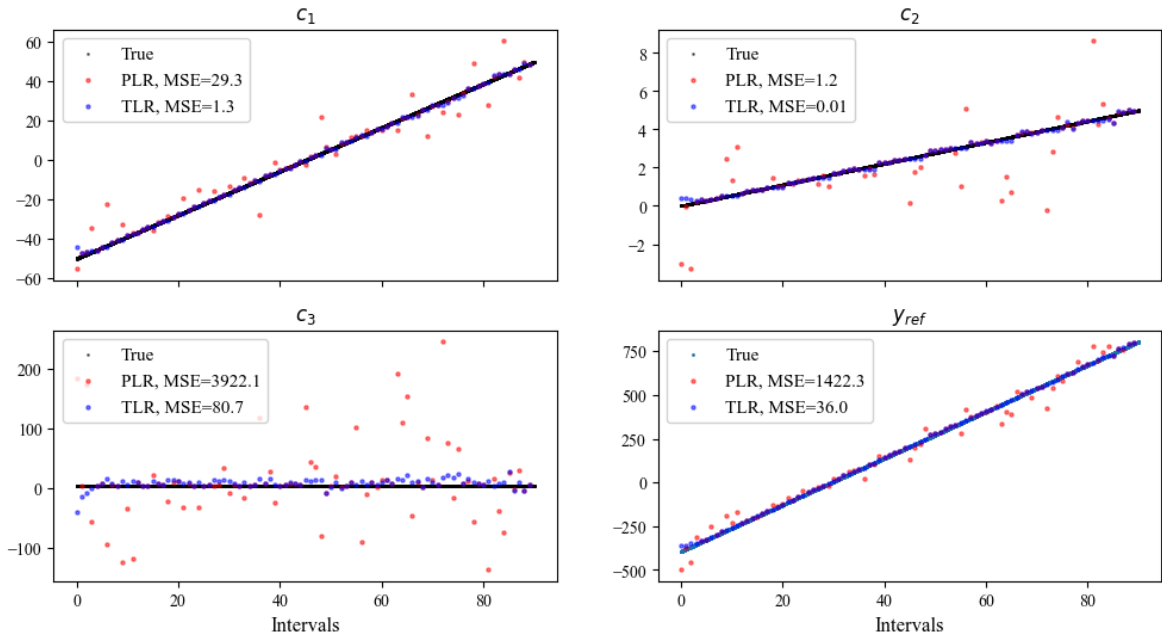 c₁
60
40
20
0
−20
−40
−60
True
PLR, MSE=29.3
TLR, MSE=1.3
c₂
8
6
4
2
0
−2
True
PLR, MSE=1.2
TLR, MSE=0.01
c₃
200
100
0
−100
True
PLR, MSE=3922.1
TLR, MSE=80.7
0 20 40 60 80
Intervals
y_ref
750
500
250
0
−250
−500
True
PLR, MSE=1422.3
TLR, MSE=36.0
0 20 40 60 80
Intervals